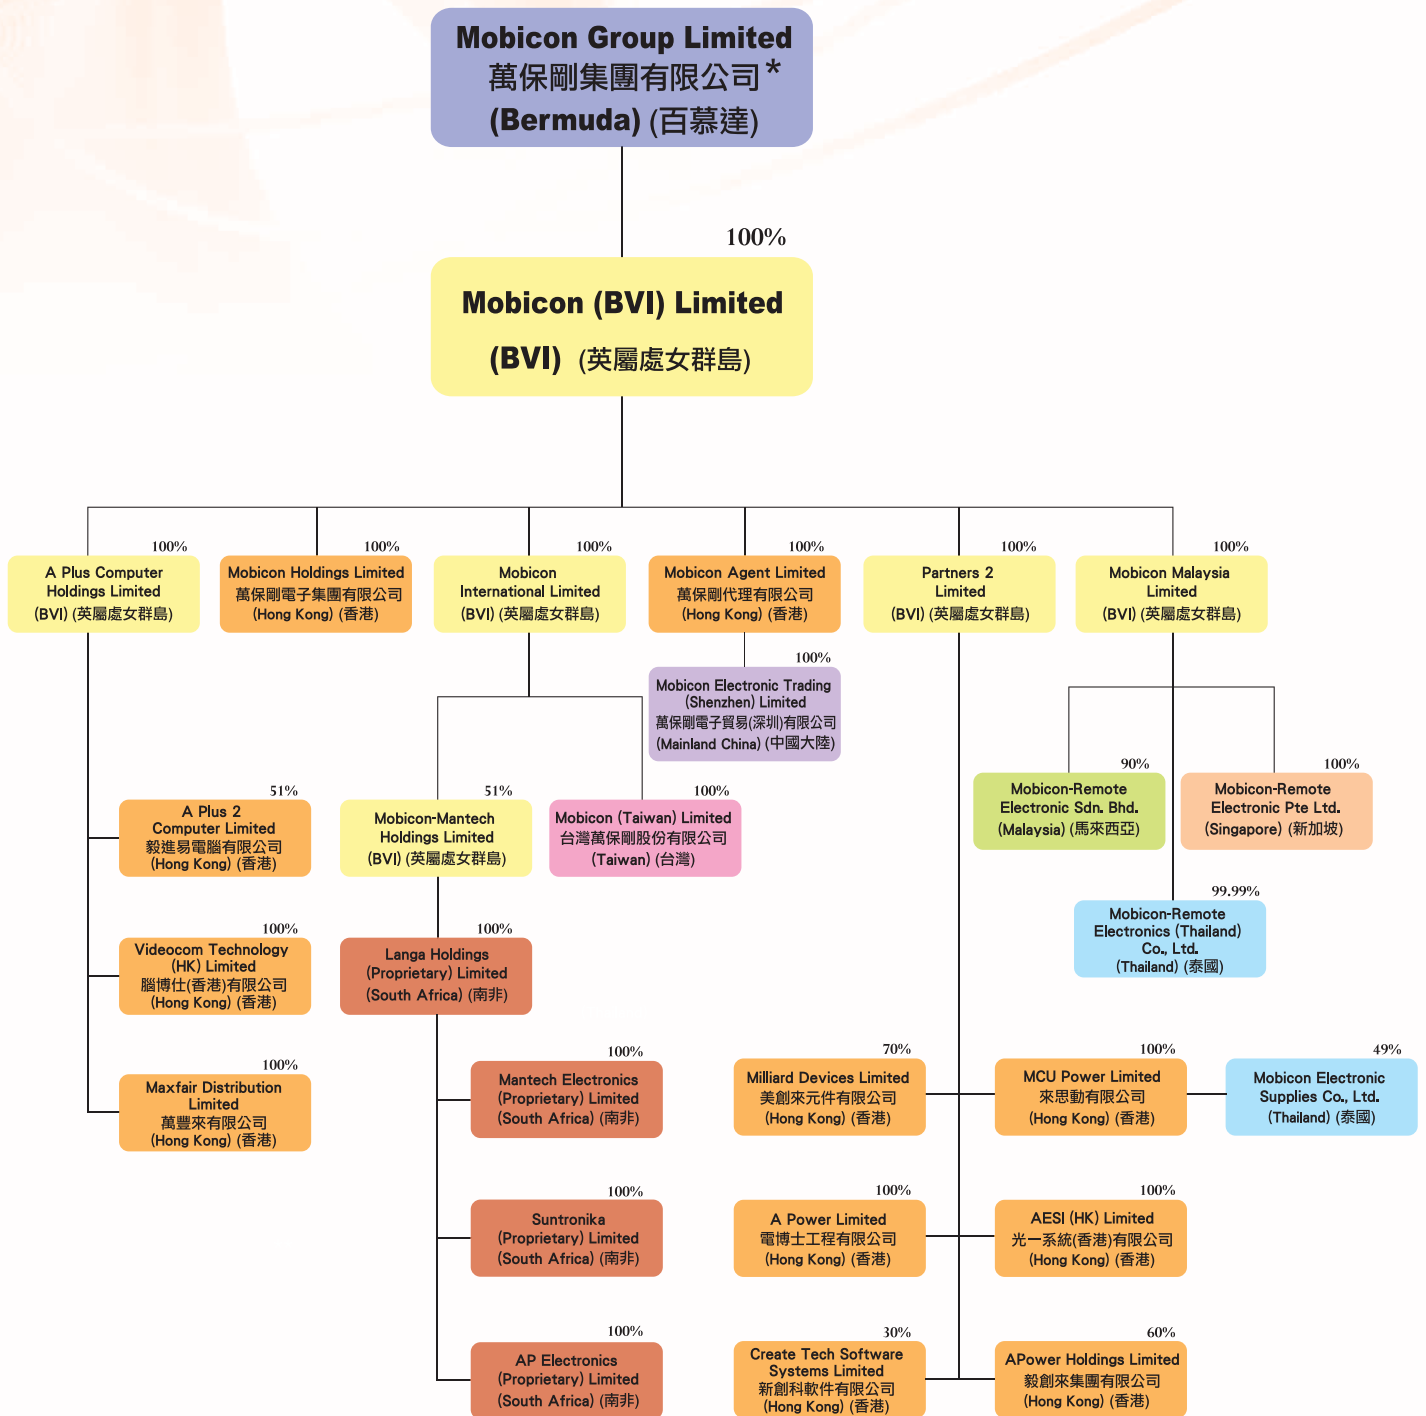 Mobicon Group Limited
萬保剛集團有限公司*
(Bermuda) (百慕達)
100%
Mobicon (BVI) Limited
(BVI) (英屬處女群島)
100%
A Plus Computer
Holdings Limited
(BVI) (英屬處女群島)
100%
Mobicon Holdings Limited
萬保剛電子集團有限公司
(Hong Kong) (香港)
100%
Mobicon
International Limited
(BVI) (英屬處女群島)
100%
Mobicon Agent Limited
萬保剛代理有限公司
(Hong Kong) (香港)
100%
Partners 2
Limited
(BVI) (英屬處女群島)
100%
Mobicon Malaysia
Limited
(BVI) (英屬處女群島)
100%
Mobicon Electronic Trading
(Shenzhen) Limited
萬保剛電子貿易(深圳)有限公司
(Mainland China) (中國大陸)
51%
A Plus 2
Computer Limited
毅進易電腦有限公司
(Hong Kong) (香港)
51%
Mobicon-Mantech
Holdings Limited
(BVI) (英屬處女群島)
100%
Mobicon (Taiwan) Limited
台灣萬保剛股份有限公司
(Taiwan) (台灣)
90%
Mobicon-Remote
Electronic Sdn. Bhd.
(Malaysia) (馬來西亞)
100%
Mobicon-Remote
Electronic Pte Ltd.
(Singapore) (新加坡)
99.99%
Mobicon-Remote
Electronics (Thailand)
Co., Ltd.
(Thailand) (泰國)
100%
Videocom Technology
(HK) Limited
腦博仕(香港)有限公司
(Hong Kong) (香港)
100%
Langa Holdings
(Proprietary) Limited
(South Africa) (南非)
100%
Maxfair Distribution
Limited
萬豐來有限公司
(Hong Kong) (香港)
100%
Mantech Electronics
(Proprietary) Limited
(South Africa) (南非)
70%
Milliard Devices Limited
美創來元件有限公司
(Hong Kong) (香港)
100%
MCU Power Limited
來思動有限公司
(Hong Kong) (香港)
49%
Mobicon Electronic
Supplies Co., Ltd.
(Thailand) (泰國)
100%
Suntronika
(Proprietary) Limited
(South Africa) (南非)
100%
A Power Limited
電博士工程有限公司
(Hong Kong) (香港)
100%
AESI (HK) Limited
光一系統(香港)有限公司
(Hong Kong) (香港)
100%
AP Electronics
(Proprietary) Limited
(South Africa) (南非)
30%
Create Tech Software
Systems Limited
新創科軟件有限公司
(Hong Kong) (香港)
60%
APower Holdings Limited
毅創來集團有限公司
(Hong Kong) (香港)